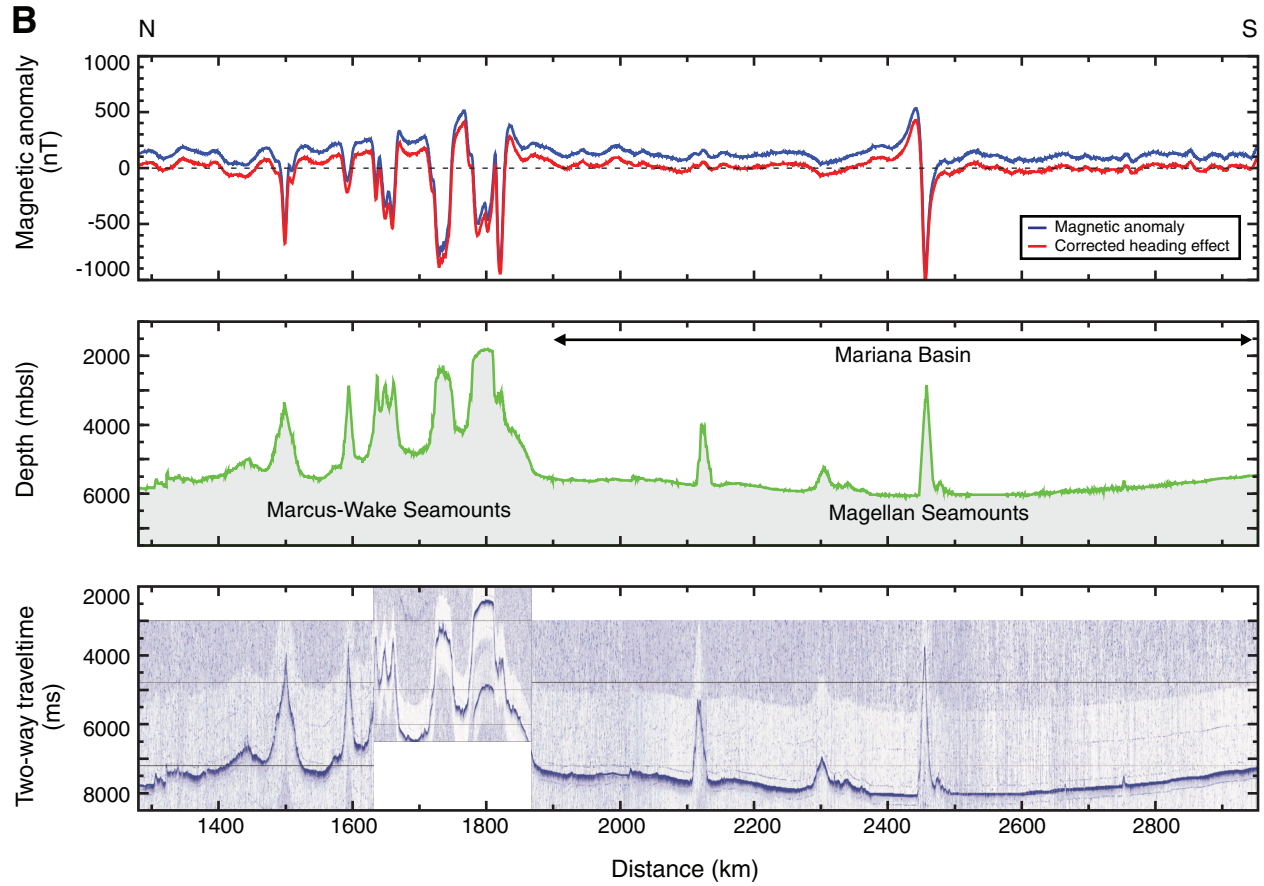 B
N
S
Magnetic anomaly
(nT)
1000
500
0
-500
-1000
Magnetic anomaly
Corrected heading effect
Depth (mbsl)
2000
4000
6000
Mariana Basin
Marcus-Wake Seamounts
Magellan Seamounts
Two-way traveltime
(ms)
2000
4000
6000
8000
1400 1600 1800 2000 2200 2400 2600 2800
Distance (km)